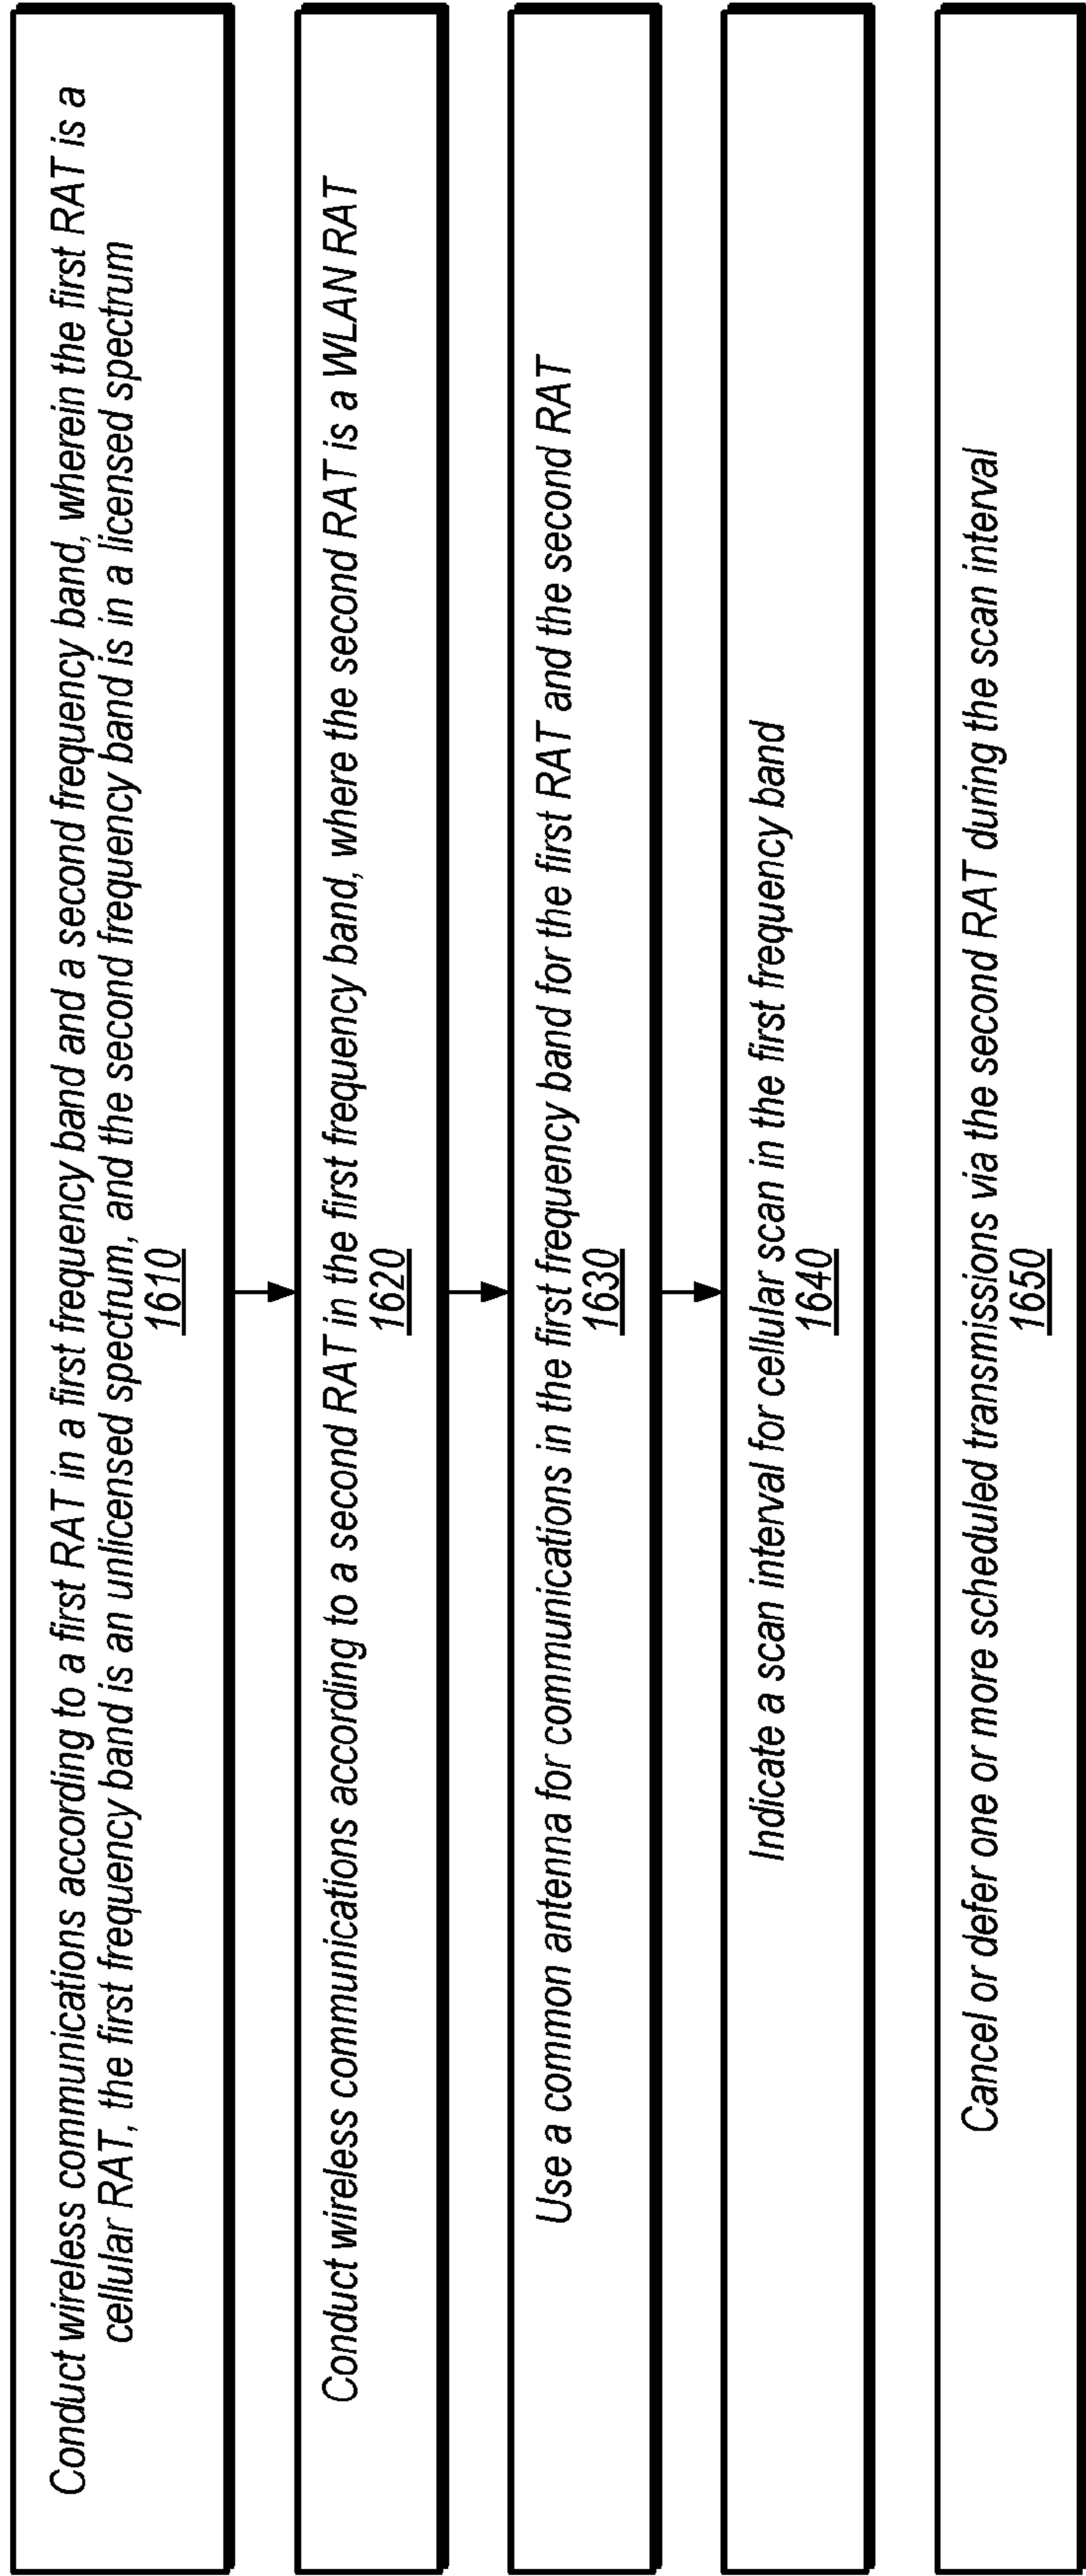 Conduct wireless communications according to a first RAT in a first frequency band and a second frequency band, wherein the first RAT is a
cellular RAT, the first frequency band is an unlicensed spectrum, and the second frequency band is in a licensed spectrum
1610
Conduct wireless communications according to a second RAT in the first frequency band, where the second RAT is a WLAN RAT
1620
Use a common antenna for communications in the first frequency band for the first RAT and the second RAT
1630
Indicate a scan interval for cellular scan in the first frequency band
1640
Cancel or defer one or more scheduled transmissions via the second RAT during the scan interval
1650